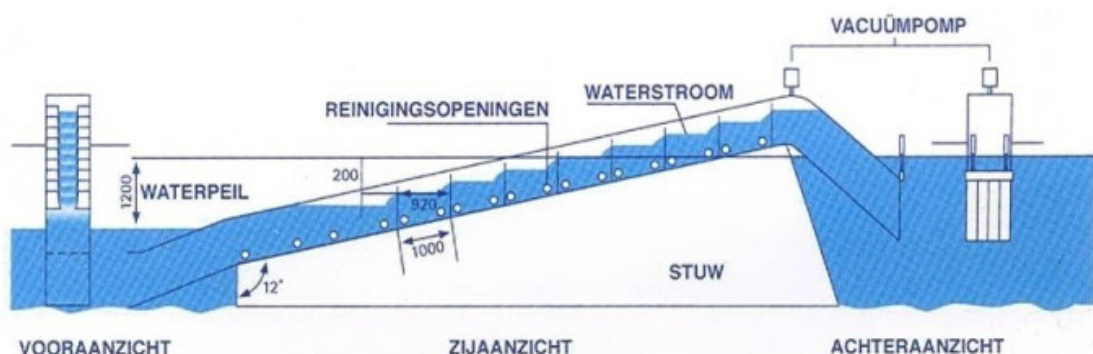 VACUÜMPOMP
WATERSTROOM
REINIGINGSOPENINGEN
1200
WATERPEIL
200
920
1000
12°
STUW
VOORAANZICHT
ZIJAANZICHT
ACHTERAANZICHT